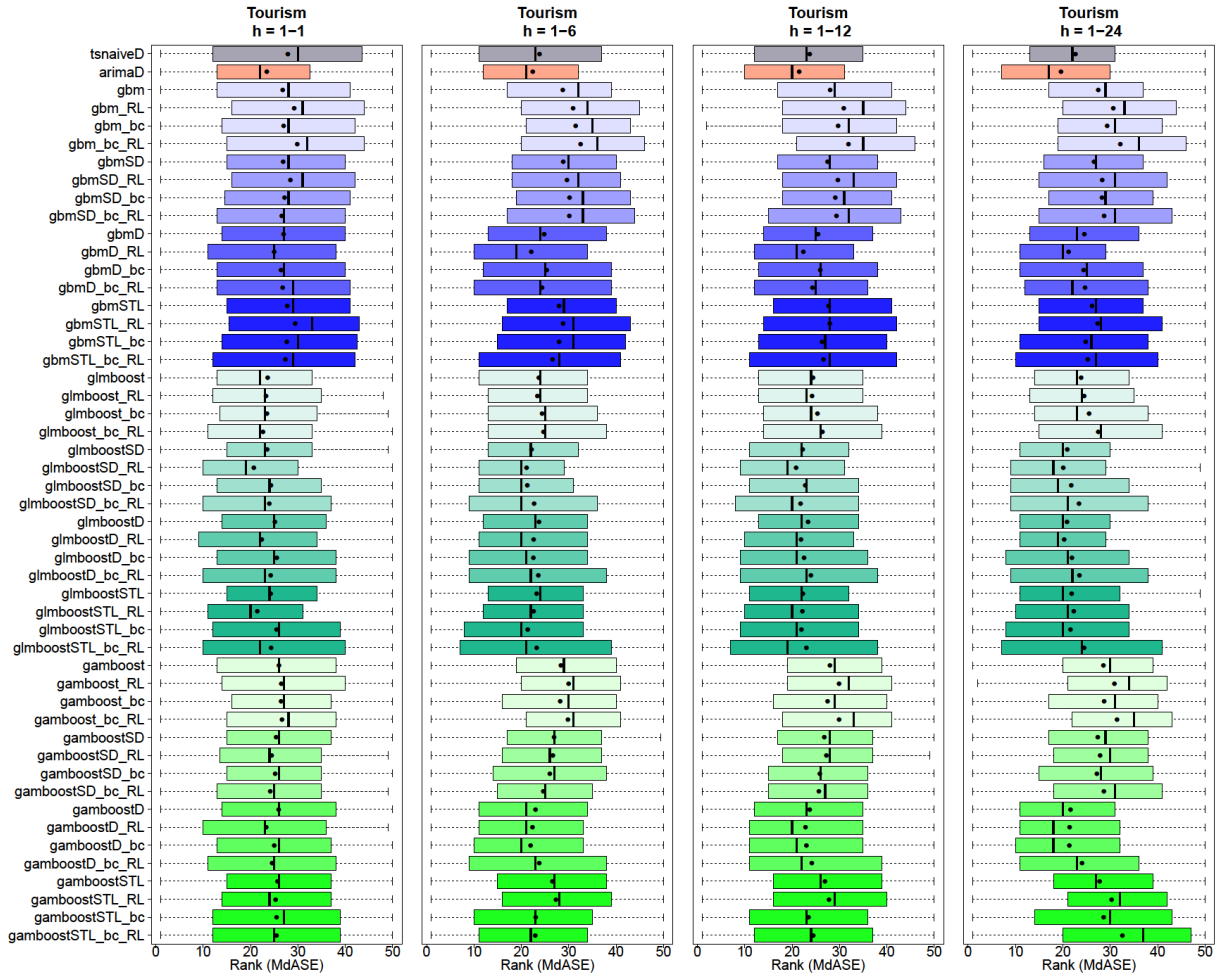 Tourism
h = 1−1
Tourism
h = 1−6
Tourism
h = 1−12
Tourism
h = 1−24
tsnaiveD
arimaD
gbm
gbm_RL
gbm_bc
gbm_bc_RL
gbmSD
gbmSD_RL
gbmSD_bc
gbmSD_bc_RL
gbmD
gbmD_RL
gbmD_bc
gbmD_bc_RL
gbmSTL
gbmSTL_RL
gbmSTL_bc
gbmSTL_bc_RL
glmboost
glmboost_RL
glmboost_bc
glmboost_bc_RL
glmboostSD
glmboostSD_RL
glmboostSD_bc
glmboostSD_bc_RL
glmboostD
glmboostD_RL
glmboostD_bc
glmboostD_bc_RL
glmboostSTL
glmboostSTL_RL
glmboostSTL_bc
glmboostSTL_bc_RL
gamboost
gamboost_RL
gamboost_bc
gamboost_bc_RL
gamboostSD
gamboostSD_RL
gamboostSD_bc
gamboostSD_bc_RL
gamboostD
gamboostD_RL
gamboostD_bc
gamboostD_bc_RL
gamboostSTL
gamboostSTL_RL
gamboostSTL_bc
gamboostSTL_bc_RL
0 10 20 30 40 50
Rank (MdASE)
0 10 20 30 40 50
Rank (MdASE)
0 10 20 30 40 50
Rank (MdASE)
0 10 20 30 40 50
Rank (MdASE)